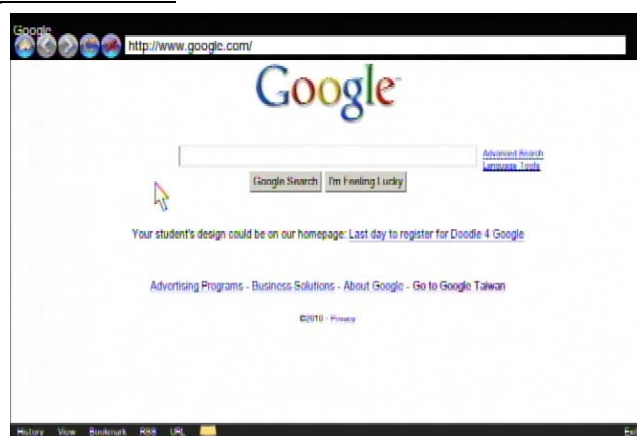 Google
http://www.google.com/
Google™
Advanced Search
Language Tools
Google Search I'm Feeling Lucky
Your student's design could be on our homepage: Last day to register for Doodle 4 Google
Advertising Programs - Business Solutions - About Google - Go to Google Taiwan
©2010 - Privacy
History View Bookmark RSS URL